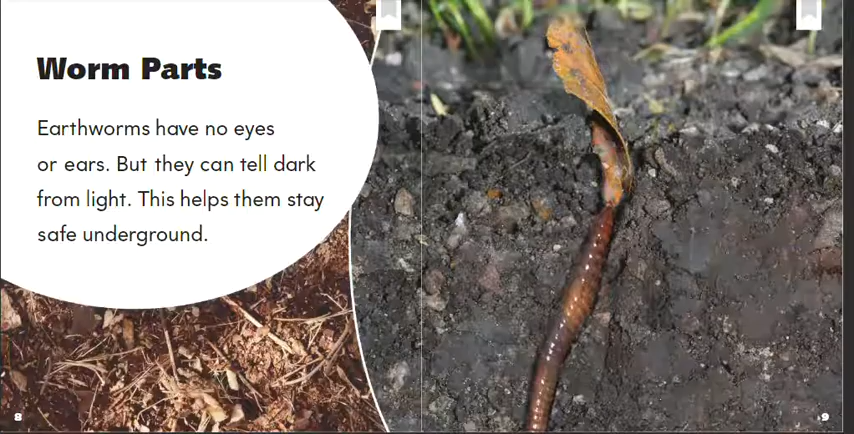 Worm Parts
Earthworms have no eyes
or ears. But they can tell dark
from light. This helps them stay
safe underground.
8
9